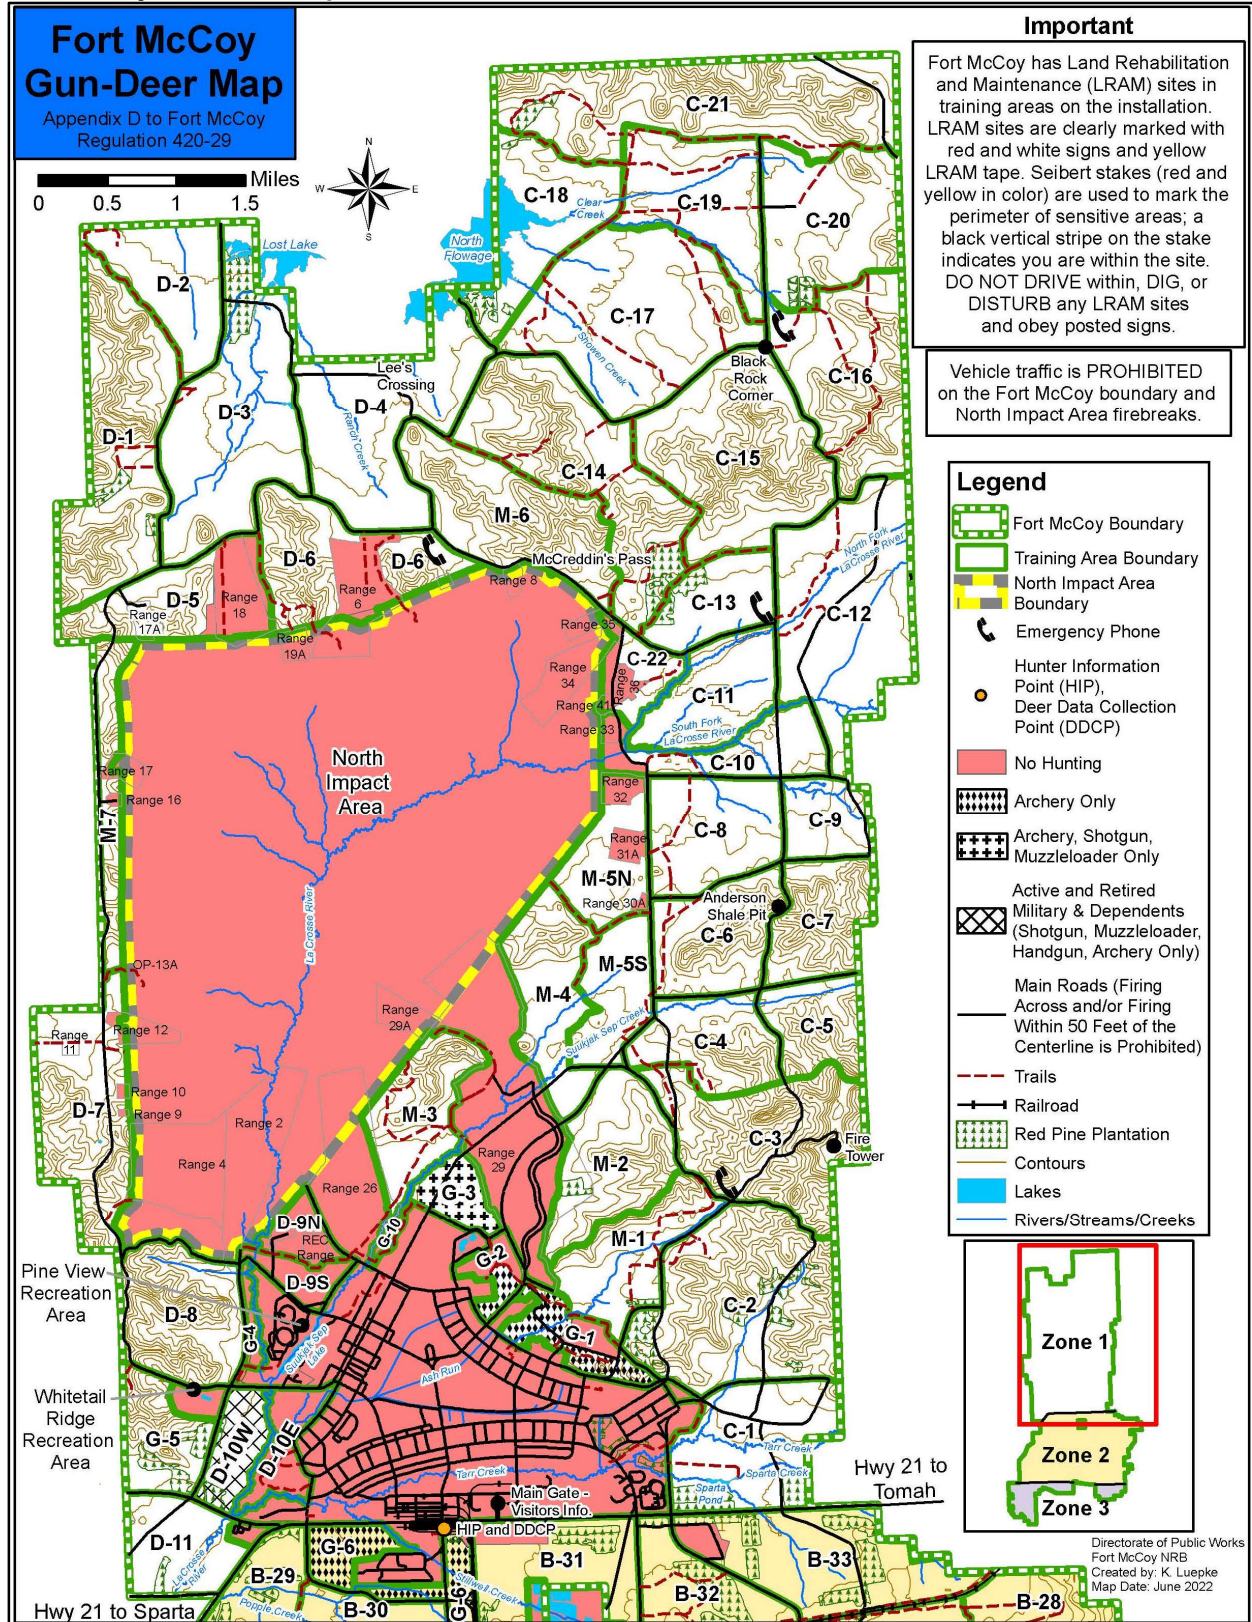 Fort McCoy
Gun-Deer Map
Appendix D to Fort McCoy
Regulation 420-29
Miles
0 0.5 1 1.5
N
W E
S
Important
Fort McCoy has Land Rehabilitation
and Maintenance (LRAM) sites in
training areas on the installation.
LRAM sites are clearly marked with
red and white signs and yellow
LRAM tape. Seibert stakes (red and
yellow in color) are used to mark the
perimeter of sensitive areas; a
black vertical stripe on the stake
indicates you are within the site.
DO NOT DRIVE within, DIG, or
DISTURB any LRAM sites
and obey posted signs.
Vehicle traffic is PROHIBITED
on the Fort McCoy boundary and
North Impact Area firebreaks.
Legend
Fort McCoy Boundary
Training Area Boundary
North Impact Area
Boundary
Emergency Phone
Hunter Information
Point (HIP),
Deer Data Collection
Point (DDCP)
No Hunting
Archery Only
Archery, Shotgun,
Muzzleloader Only
Active and Retired
Military & Dependents
(Shotgun, Muzzleloader,
Handgun, Archery Only)
Main Roads (Firing
Across and/or Firing
Within 50 Feet of the
Centerline is Prohibited)
Trails
Railroad
Red Pine Plantation
Contours
Lakes
Rivers/Streams/Creeks
Zone 1
Zone 2
Zone 3
Directorate of Public Works
Fort McCoy NRB
Created by: K. Luepke
Map Date: June 2022
C-21
C-18
Clear
Creek
C-19
C-20
North
Flowage
Lost Lake
D-2
C-17
Showen Creek
Black
Rock
Corner
C-16
Lee's
Crossing
D-4
D-3
Ranch Creek
D-1
C-15
C-14
M-6
McCreddin's Pass
D-6
D-6
D-5
Range
17A
Range
18
Range
6
Range
19A
Range 8
Range 35
C-13
North Fork
LaCrosse River
C-12
C-22
Range
34
Range
36
C-11
Range 41
Range 33
South Fork
LaCrosse River
C-10
North
Impact
Area
Range 17
Range 16
M-7
Range
32
C-8
C-9
Range
31A
M-5N
Range 30A
Anderson
Shale Pit
C-7
C-6
La Crosse River
OP-13A
M-5S
M-4
Range
29A
Suukjak Sep Creek
C-5
C-4
Range 12
Range
11
Range 10
Range 9
D-7
Range 2
M-3
C-3
Fire
Tower
Range
29
M-2
Range 4
Range 26
G-3
D-9N
REC
Range
G-10
G-2
M-1
D-9S
Pine View
Recreation
Area
D-8
G-4
Suukjak Sep
Lake
C-2
G-1
Ash Run
Whitetail
Ridge
Recreation
Area
G-5
D-10W
D-10E
C-1
Tarr Creek
Tarr Creek
Sparta Creek
Sparta
Pond
Hwy 21 to
Tomah
Main Gate -
Visitors Info.
HIP and DDCP
D-11
LaCrosse
River
G-6
B-31
B-33
B-29
Stillwell Creek
B-32
B-28
Hwy 21 to Sparta
Popple Creek
B-30
G-6